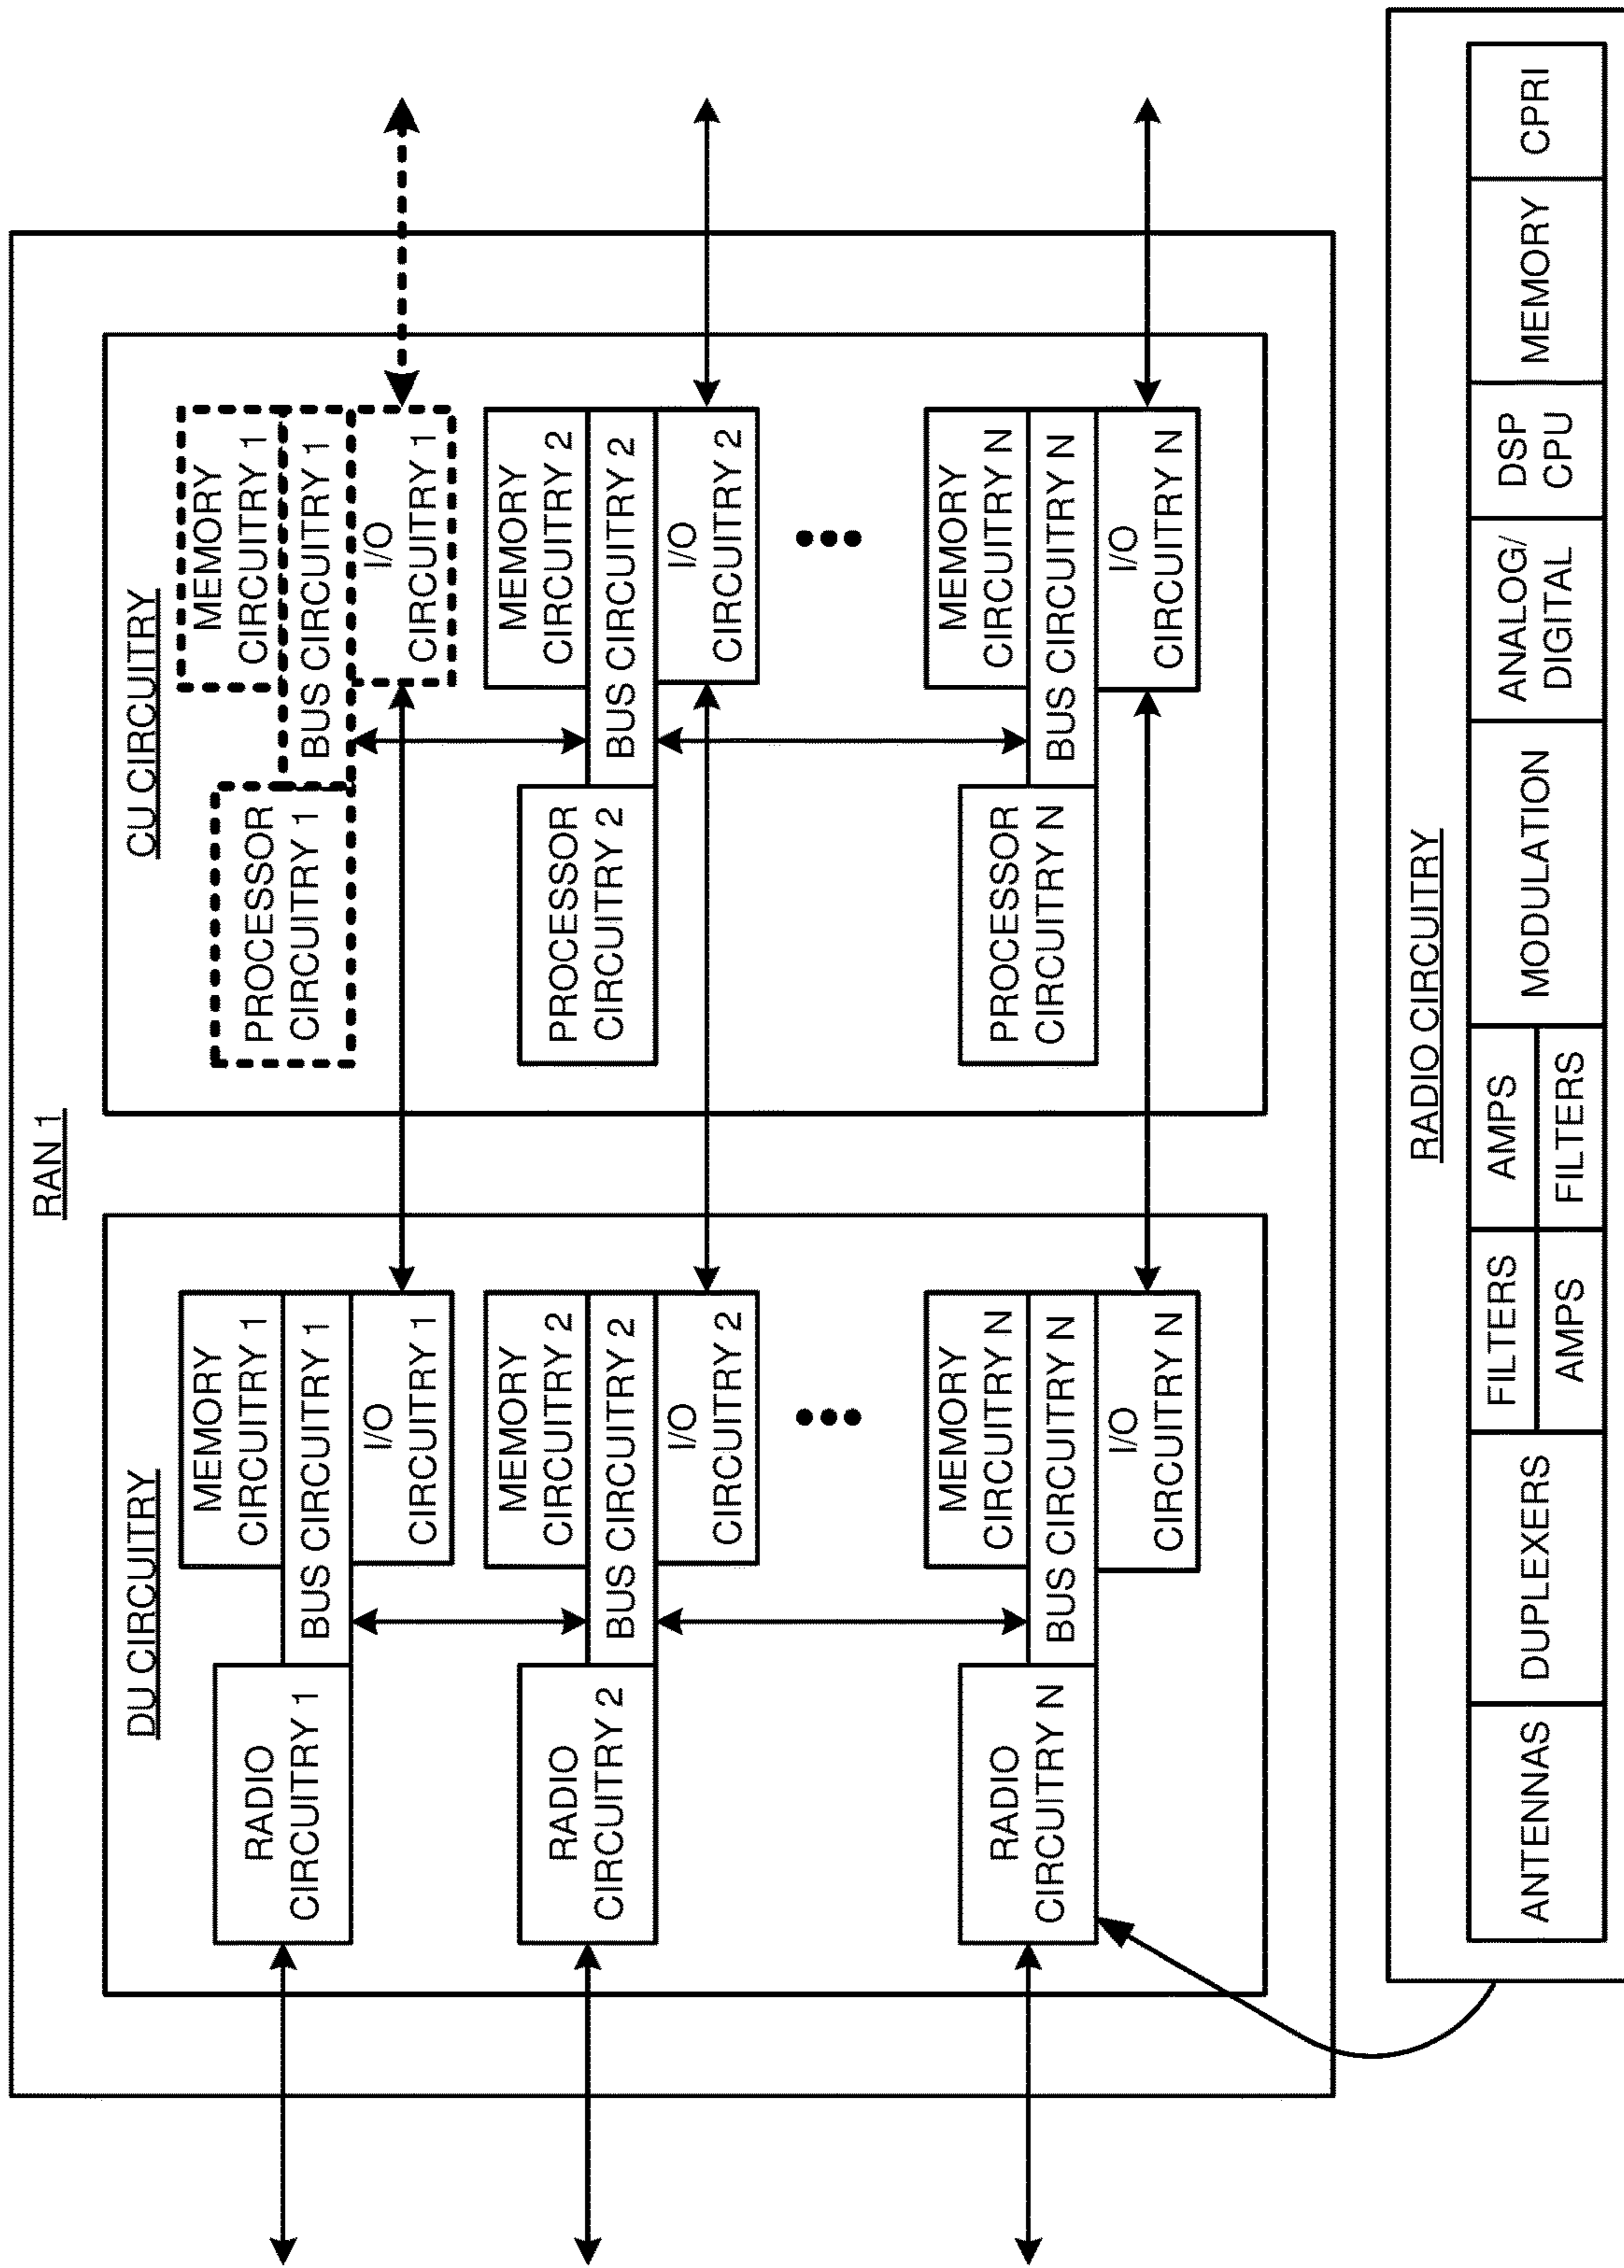 RAN 1
DU CIRCUITRY
RADIO
CIRCUITRY 1
MEMORY
CIRCUITRY 1
BUS CIRCUITRY 1
I/O
CIRCUITRY 1
RADIO
CIRCUITRY 2
MEMORY
CIRCUITRY 2
BUS CIRCUITRY 2
I/O
CIRCUITRY 2
RADIO
CIRCUITRY N
MEMORY
CIRCUITRY N
BUS CIRCUITRY N
I/O
CIRCUITRY N
CU CIRCUITRY
PROCESSOR
CIRCUITRY 1
MEMORY
CIRCUITRY 1
BUS CIRCUITRY 1
I/O
CIRCUITRY 1
PROCESSOR
CIRCUITRY 2
MEMORY
CIRCUITRY 2
BUS CIRCUITRY 2
I/O
CIRCUITRY 2
PROCESSOR
CIRCUITRY N
MEMORY
CIRCUITRY N
BUS CIRCUITRY N
I/O
CIRCUITRY N
RADIO CIRCUITRY
ANTENNAS
DUPLEXERS
FILTERS
AMPS
AMPS
FILTERS
MODULATION
ANALOG/
DIGITAL
DSP
CPU
MEMORY
CPRI